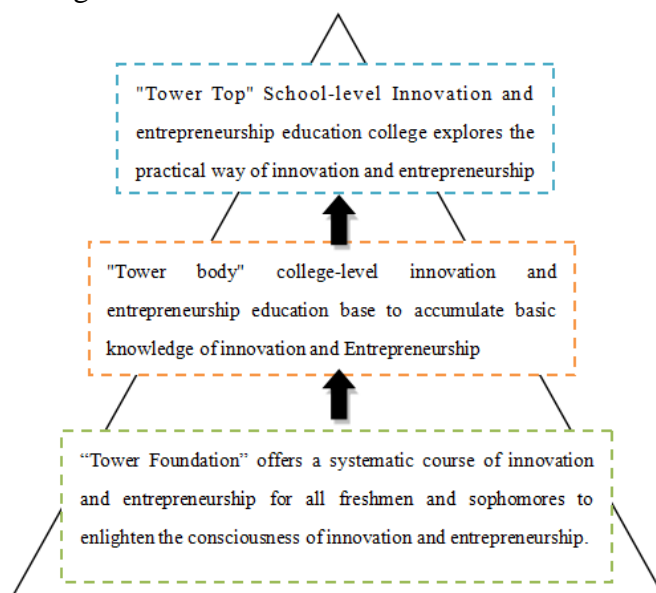 "Tower Top" School-level Innovation and
entrepreneurship education college explores the
practical way of innovation and entrepreneurship
"Tower body" college-level innovation and
entrepreneurship education base to accumulate basic
knowledge of innovation and Entrepreneurship
“Tower Foundation” offers a systematic course of innovation
and entrepreneurship for all freshmen and sophomores to
enlighten the consciousness of innovation and entrepreneurship.